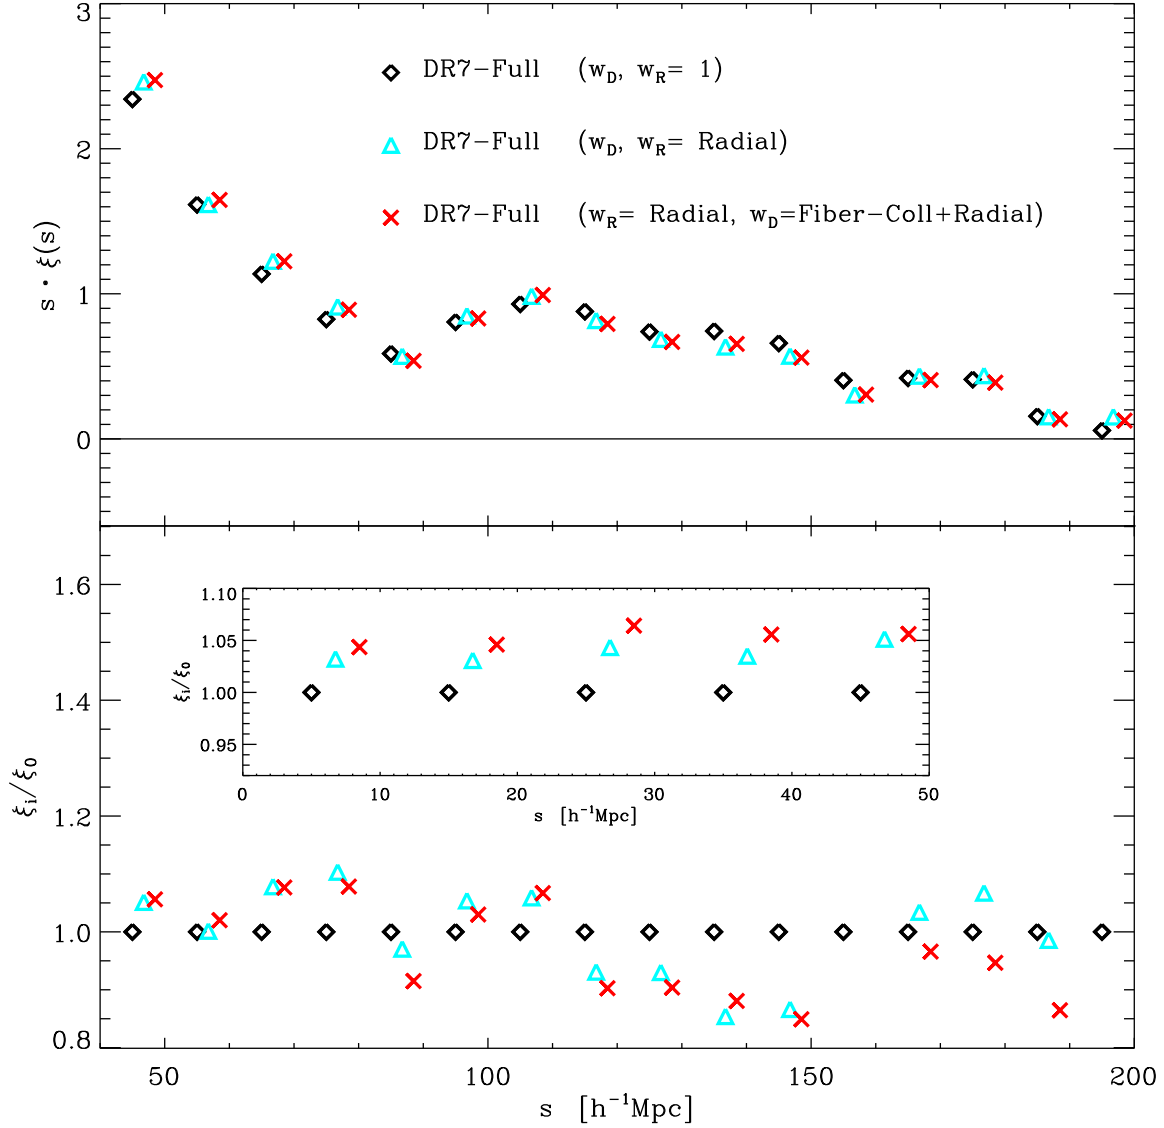 3
2
1
0
s · ξ(s)
DR7-Full (w_D, w_R= 1)
DR7-Full (w_D, w_R= Radial)
DR7-Full (w_R= Radial, w_D=Fiber-Coll+Radial)
1.6
1.4
1.2
1.0
0.8
ξ_i/ξ_0
1.10
1.05
1.00
0.95
ξ_i/ξ_0
0 10 20 30 40 50
s [h⁻¹Mpc]
50 100 150 200
s [h⁻¹Mpc]